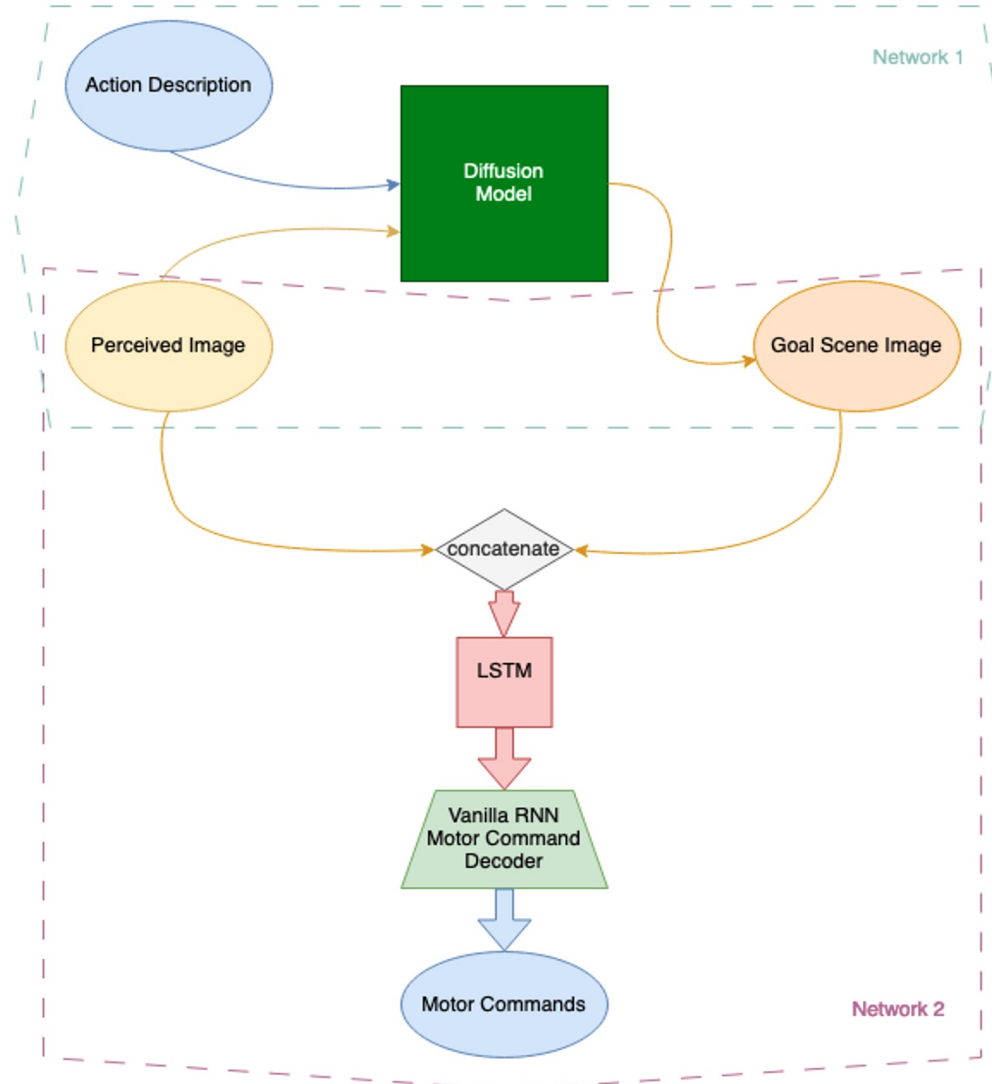 Network 1
Action Description
Diffusion
Model
Perceived Image
Goal Scene Image
concatenate
LSTM
Vanilla RNN
Motor Command
Decoder
Motor Commands
Network 2